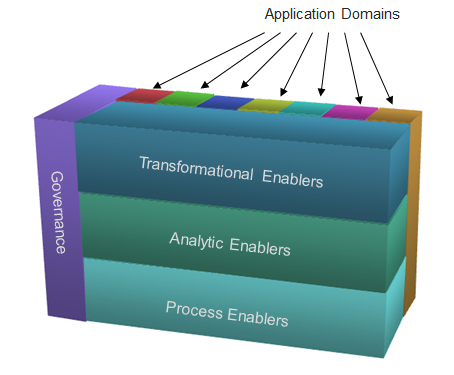 Application Domains
Governance
Transformational Enablers
Analytic Enablers
Process Enablers